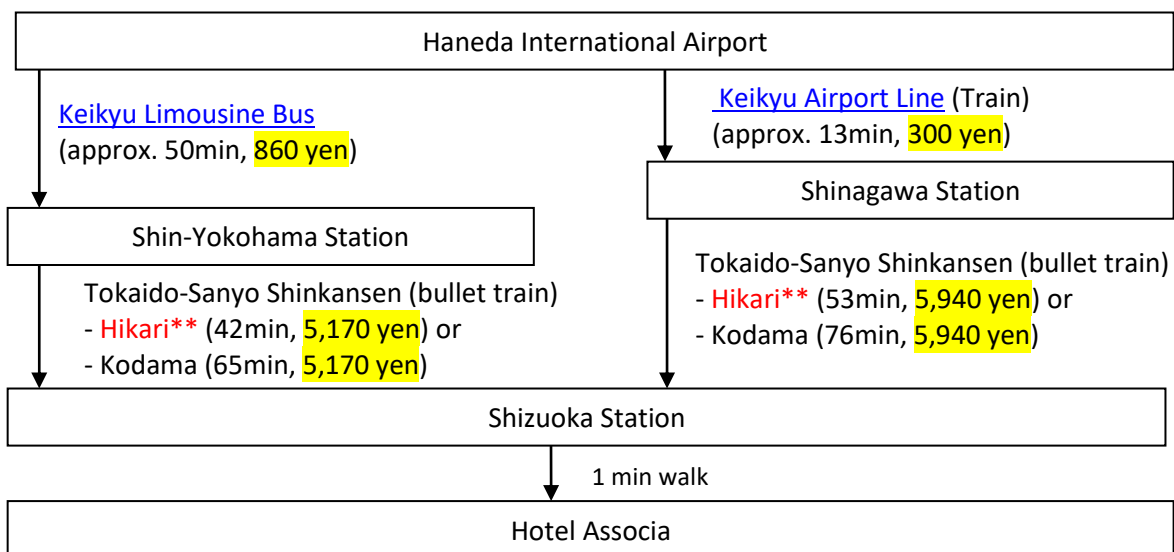 Haneda International Airport
Keikyu Limousine Bus
(approx. 50min, 860 yen)
Keikyu Airport Line (Train)
(approx. 13min, 300 yen)
Shin-Yokohama Station
Shinagawa Station
Tokaido-Sanyo Shinkansen (bullet train)
- Hikari** (42min, 5,170 yen) or
- Kodama (65min, 5,170 yen)
Tokaido-Sanyo Shinkansen (bullet train)
- Hikari** (53min, 5,940 yen) or
- Kodama (76min, 5,940 yen)
Shizuoka Station
1 min walk
Hotel Associa